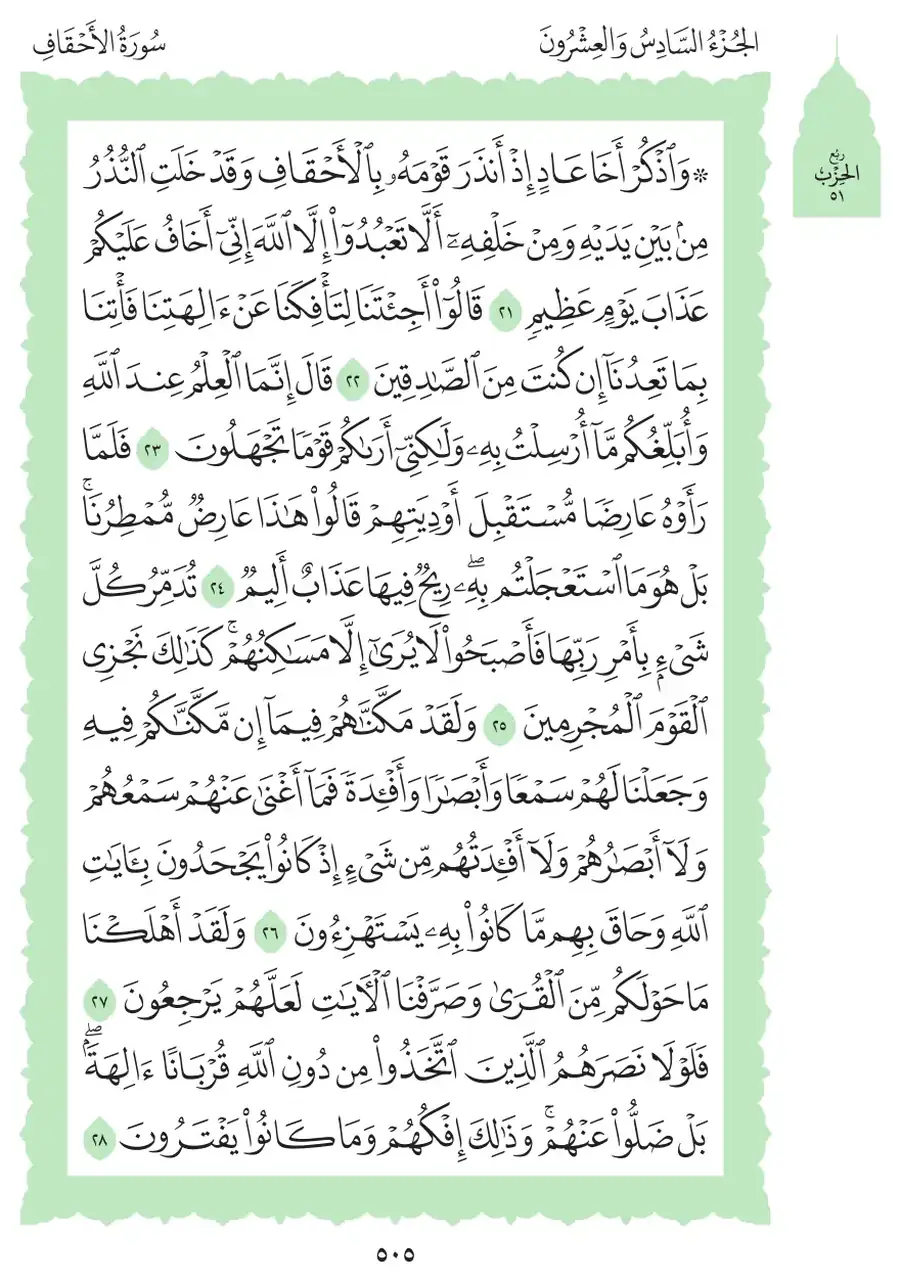 الجُزْءُ السَّادِسُ وَالعِشْرُونَ
سُورَةُ الأَحْقَافِ
رُبْع
الحِزْبُ
٥١
۞ وَٱذۡكُرۡ أَخَا عَادٍ إِذۡ أَنذَرَ قَوۡمَهُۥ بِٱلۡأَحۡقَافِ وَقَدۡ خَلَتِ ٱلنُّذُرُ
مِنۢ بَيۡنِ يَدَيۡهِ وَمِنۡ خَلۡفِهِۦٓ أَلَّا تَعۡبُدُوٓاْ إِلَّا ٱللَّهَ إِنِّيٓ أَخَافُ عَلَيۡكُمۡ
عَذَابَ يَوۡمٍ عَظِيمٖ ٢١ قَالُوٓاْ أَجِئۡتَنَا لِتَأۡفِكَنَا عَنۡ ءَالِهَتِنَا فَأۡتِنَا
بِمَا تَعِدُنَآ إِن كُنتَ مِنَ ٱلصَّٰدِقِينَ ٢٢ قَالَ إِنَّمَا ٱلۡعِلۡمُ عِندَ ٱللَّهِ
وَأُبَلِّغُكُم مَّآ أُرۡسِلۡتُ بِهِۦ وَلَٰكِنِّيٓ أَرَىٰكُمۡ قَوۡمٗا تَجۡهَلُونَ ٢٣ فَلَمَّا
رَأَوۡهُ عَارِضٗا مُّسۡتَقۡبِلَ أَوۡدِيَتِهِمۡ قَالُواْ هَٰذَا عَارِضٞ مُّمۡطِرُنَاۚ
بَلۡ هُوَ مَا ٱسۡتَعۡجَلۡتُم بِهِۦۖ رِيحٞ فِيهَا عَذَابٌ أَلِيمٞ ٢٤ تُدَمِّرُ كُلَّ
شَيۡءِۭ بِأَمۡرِ رَبِّهَا فَأَصۡبَحُواْ لَا يُرَىٰٓ إِلَّا مَسَٰكِنُهُمۡۚ كَذَٰلِكَ نَجۡزِي
ٱلۡقَوۡمَ ٱلۡمُجۡرِمِينَ ٢٥ وَلَقَدۡ مَكَّنَّٰهُمۡ فِيمَآ إِن مَّكَّنَّٰكُمۡ فِيهِ
وَجَعَلۡنَا لَهُمۡ سَمۡعٗا وَأَبۡصَٰرٗا وَأَفۡـِٔدَةٗ فَمَآ أَغۡنَىٰ عَنۡهُمۡ سَمۡعُهُمۡ
وَلَآ أَبۡصَٰرُهُمۡ وَلَآ أَفۡـِٔدَتُهُم مِّن شَيۡءٍ إِذۡ كَانُواْ يَجۡحَدُونَ بِـَٔايَٰتِ
ٱللَّهِ وَحَاقَ بِهِم مَّا كَانُواْ بِهِۦ يَسۡتَهۡزِءُونَ ٢٦ وَلَقَدۡ أَهۡلَكۡنَا
مَا حَوۡلَكُم مِّنَ ٱلۡقُرَىٰ وَصَرَّفۡنَا ٱلۡأٓيَٰتِ لَعَلَّهُمۡ يَرۡجِعُونَ ٢٧
فَلَوۡلَا نَصَرَهُمُ ٱلَّذِينَ ٱتَّخَذُواْ مِن دُونِ ٱللَّهِ قُرۡبَانًا ءَالِهَةَۢۖ
بَلۡ ضَلُّواْ عَنۡهُمۡۚ وَذَٰلِكَ إِفۡكُهُمۡ وَمَا كَانُواْ يَفۡتَرُونَ ٢٨
٥٠٥